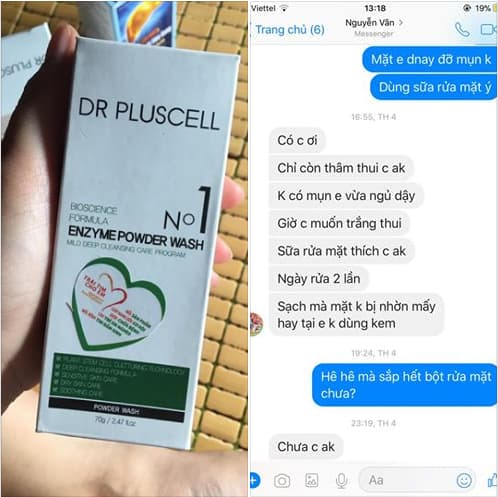 DR PLUSCELL
BIOSCIENCE
FORMULA
No1
ENZYME POWDER WASH
MILD DEEP CLEANSING CARE PROGRAM
TRÁI TIM
CHO EM
PLANT STEM CELL CULTURING TECHNOLOGY
DEEP CLEANSING FORMULA
SENSITIVE SKIN CARE
DRY SKIN CARE
SOOTHING CARE
POWDER WASH
70g / 2.47 fl.oz
Viettel
13:18
19%
Trang chủ (6)
Nguyễn Vân
Messenger
Mặt e dnay đỡ mụn k
Dùng sữa rửa mặt ý
16:55, TH 4
Có c ơi
Chỉ còn thâm thui c ak
K có mụn e vừa ngủ dậy
Giờ c muốn trắng thui
Sữa rửa mặt thích c ak
Ngày rửa 2 lần
Sạch mà mặt k bị nhờn mấy
hay tại e k dùng kem
19:24, TH 4
Hê hê mà sắp hết bột rửa mặt
chưa?
23:19, TH 4
Chưa c ak
Aa